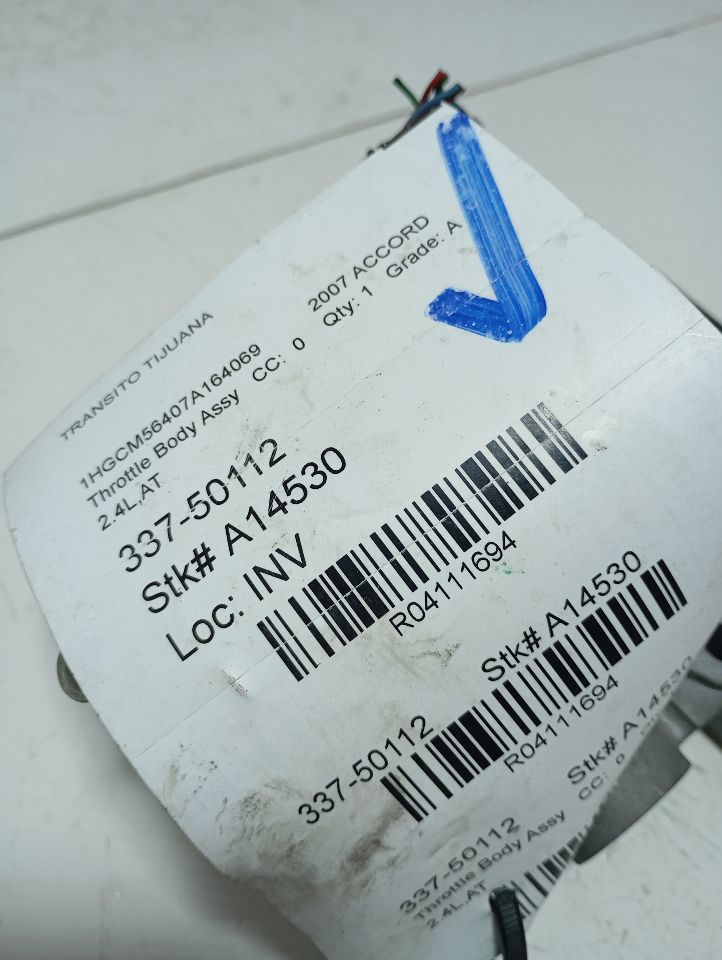 TRANSITO TIJUANA
1HGCM56407A164069 2007 ACCORD
Throttle Body Assy CC: 0 Qty: 1 Grade: A
2.4L,AT
337-50112
Stk# A14530
Loc: INV
R04111694
337-50112 Stk# A14530
R04111694
337-50112 Stk# A14530
Throttle Body Assy CC:
2.4L,AT